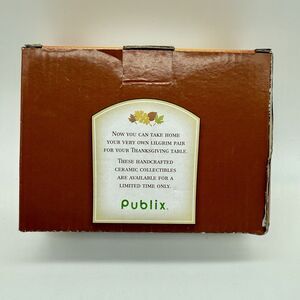 NOW YOU CAN TAKE HOME
YOUR VERY OWN LILGRIM PAIR
FOR YOUR THANKSGIVING TABLE.
THESE HANDCRAFTED
CERAMIC COLLECTIBLES
ARE AVAILABLE FOR A
LIMITED TIME ONLY.
Publix